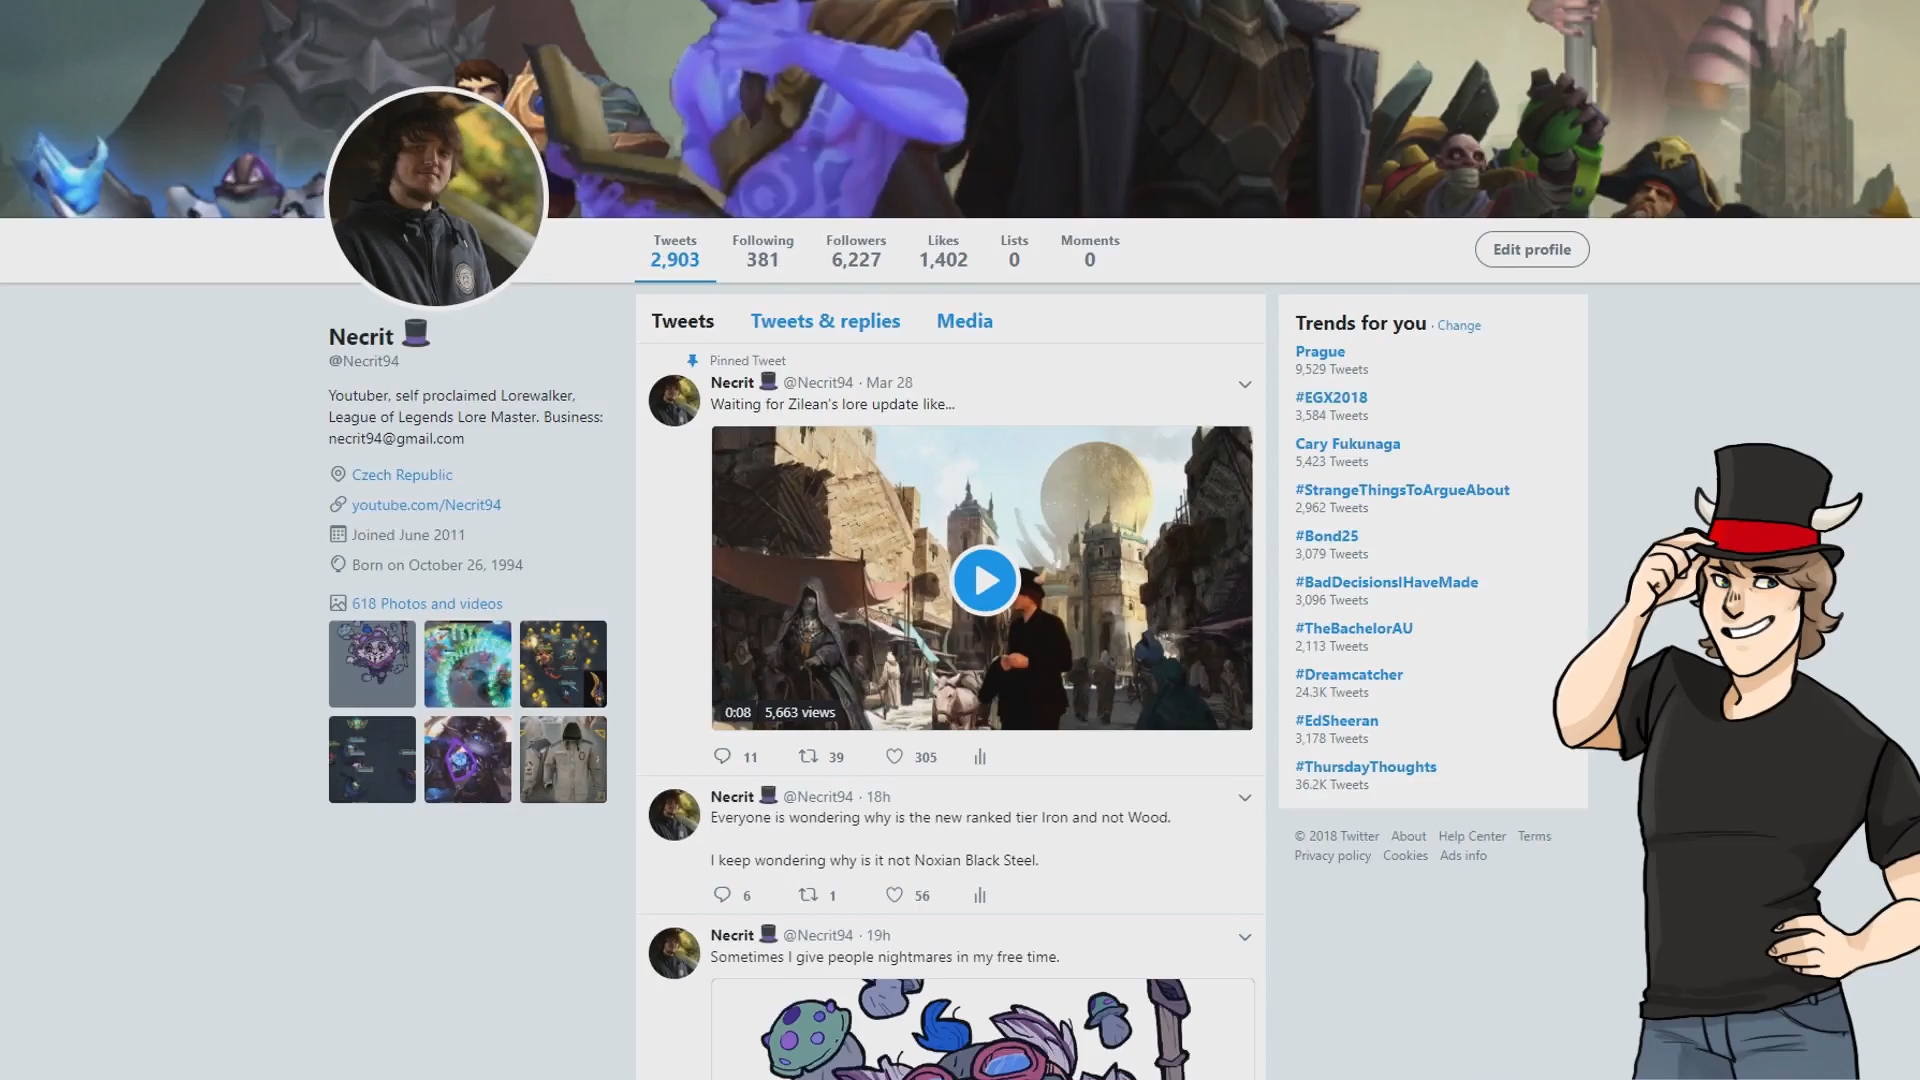 Tweets
2,903
Following
381
Followers
6,227
Likes
1,402
Lists
0
Moments
0
Edit profile
Necrit
@Necrit94
Youtuber, self proclaimed Lorewalker,
League of Legends Lore Master. Business:
necrit94@gmail.com
Czech Republic
youtube.com/Necrit94
Joined June 2011
Born on October 26, 1994
618 Photos and videos
Tweets Tweets & replies Media
Pinned Tweet
Necrit @Necrit94 · Mar 28
Waiting for Zilean's lore update like...
0:08 5,663 views
11 39 305
Necrit @Necrit94 · 18h
Everyone is wondering why is the new ranked tier Iron and not Wood.
I keep wondering why is it not Noxian Black Steel.
6 1 56
Necrit @Necrit94 · 19h
Sometimes I give people nightmares in my free time.
Trends for you · Change
Prague
9,529 Tweets
#EGX2018
3,584 Tweets
Cary Fukunaga
5,423 Tweets
#StrangeThingsToArgueAbout
2,962 Tweets
#Bond25
3,079 Tweets
#BadDecisionsIHaveMade
3,096 Tweets
#TheBachelorAU
2,113 Tweets
#Dreamcatcher
24.3K Tweets
#EdSheeran
3,178 Tweets
#ThursdayThoughts
36.2K Tweets
© 2018 Twitter About Help Center Terms
Privacy policy Cookies Ads info